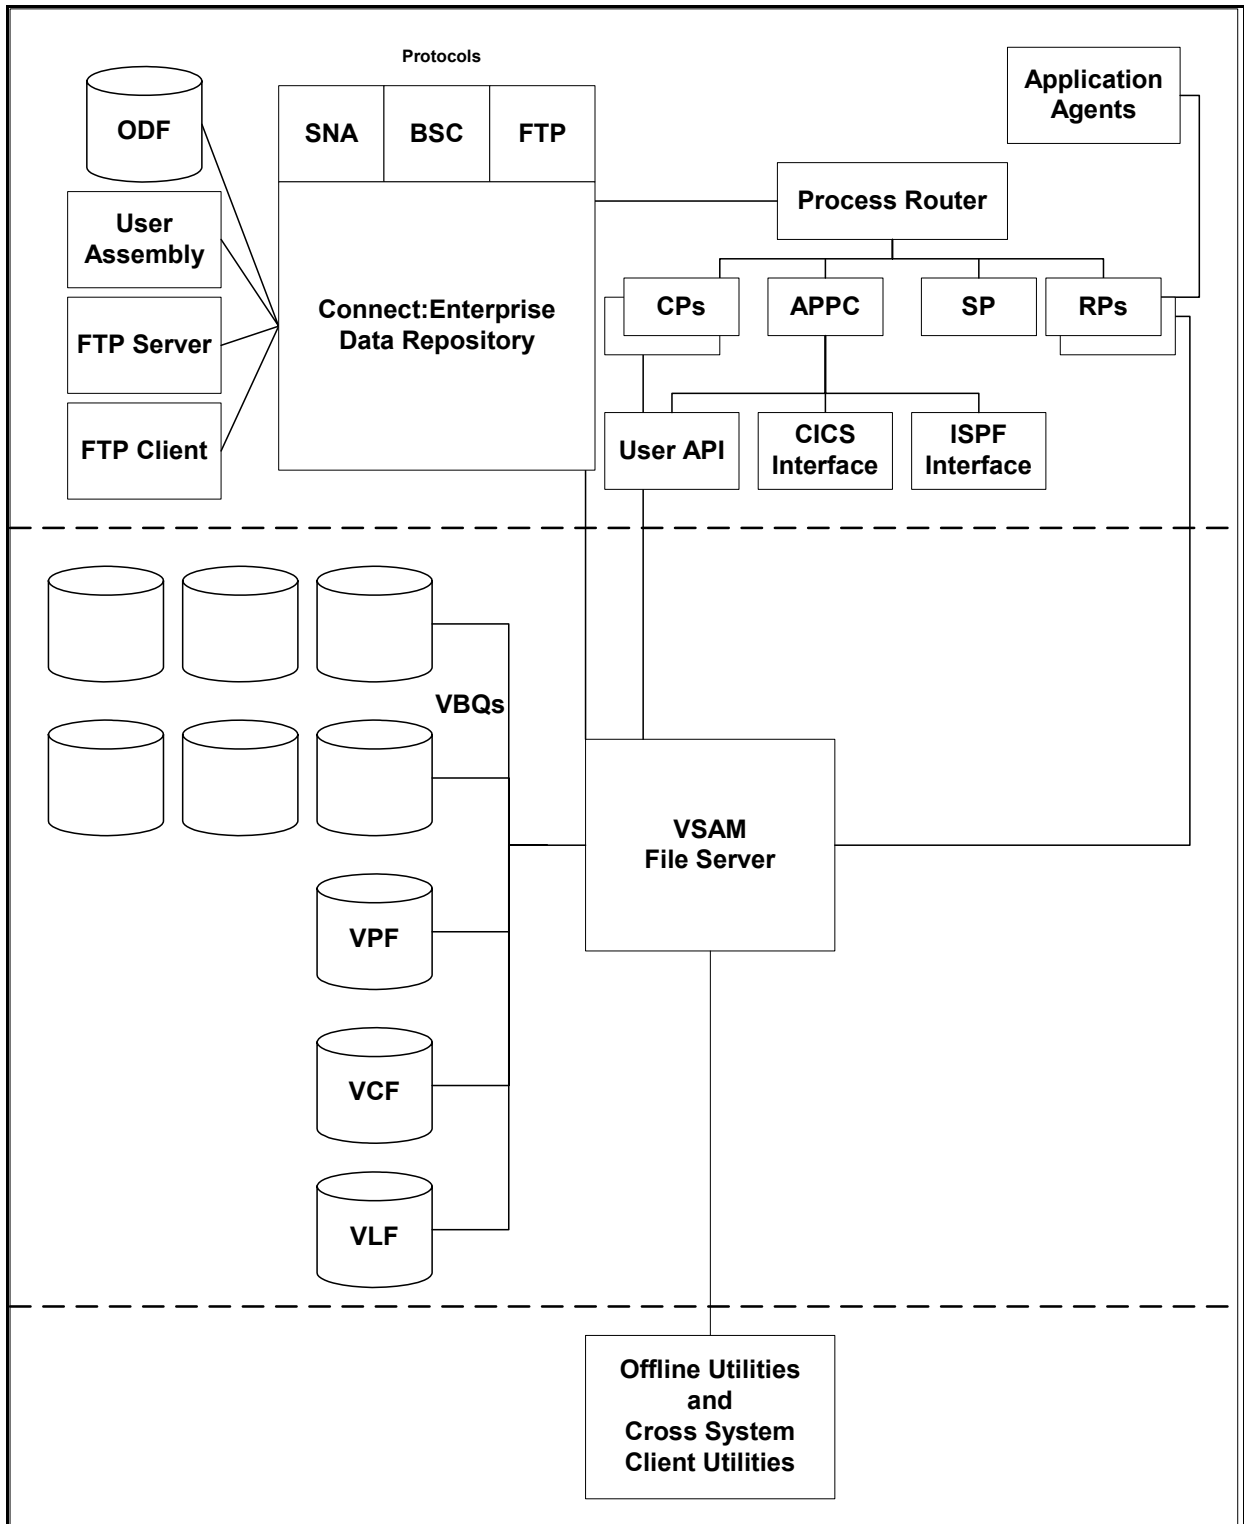 Protocols
ODF
SNA
BSC
FTP
Application
Agents
User
Assembly
Process Router
FTP Server
Connect:Enterprise
Data Repository
CPs
APPC
SP
RPs
FTP Client
User API
CICS
Interface
ISPF
Interface
VBQs
VSAM
File Server
VPF
VCF
VLF
Offline Utilities
and
Cross System
Client Utilities